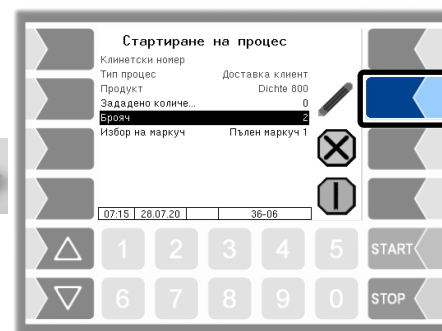 Стартиране на процес
Клинетски номер
Тип процес Доставка клиент
Продукт Dichte 800
Зададено количе... 0
Брояч 2
Избор на маркуч Пълен маркуч 1
07:15 28.07.20 36-06
1 2 3 4 5 START
6 7 8 9 0 STOP